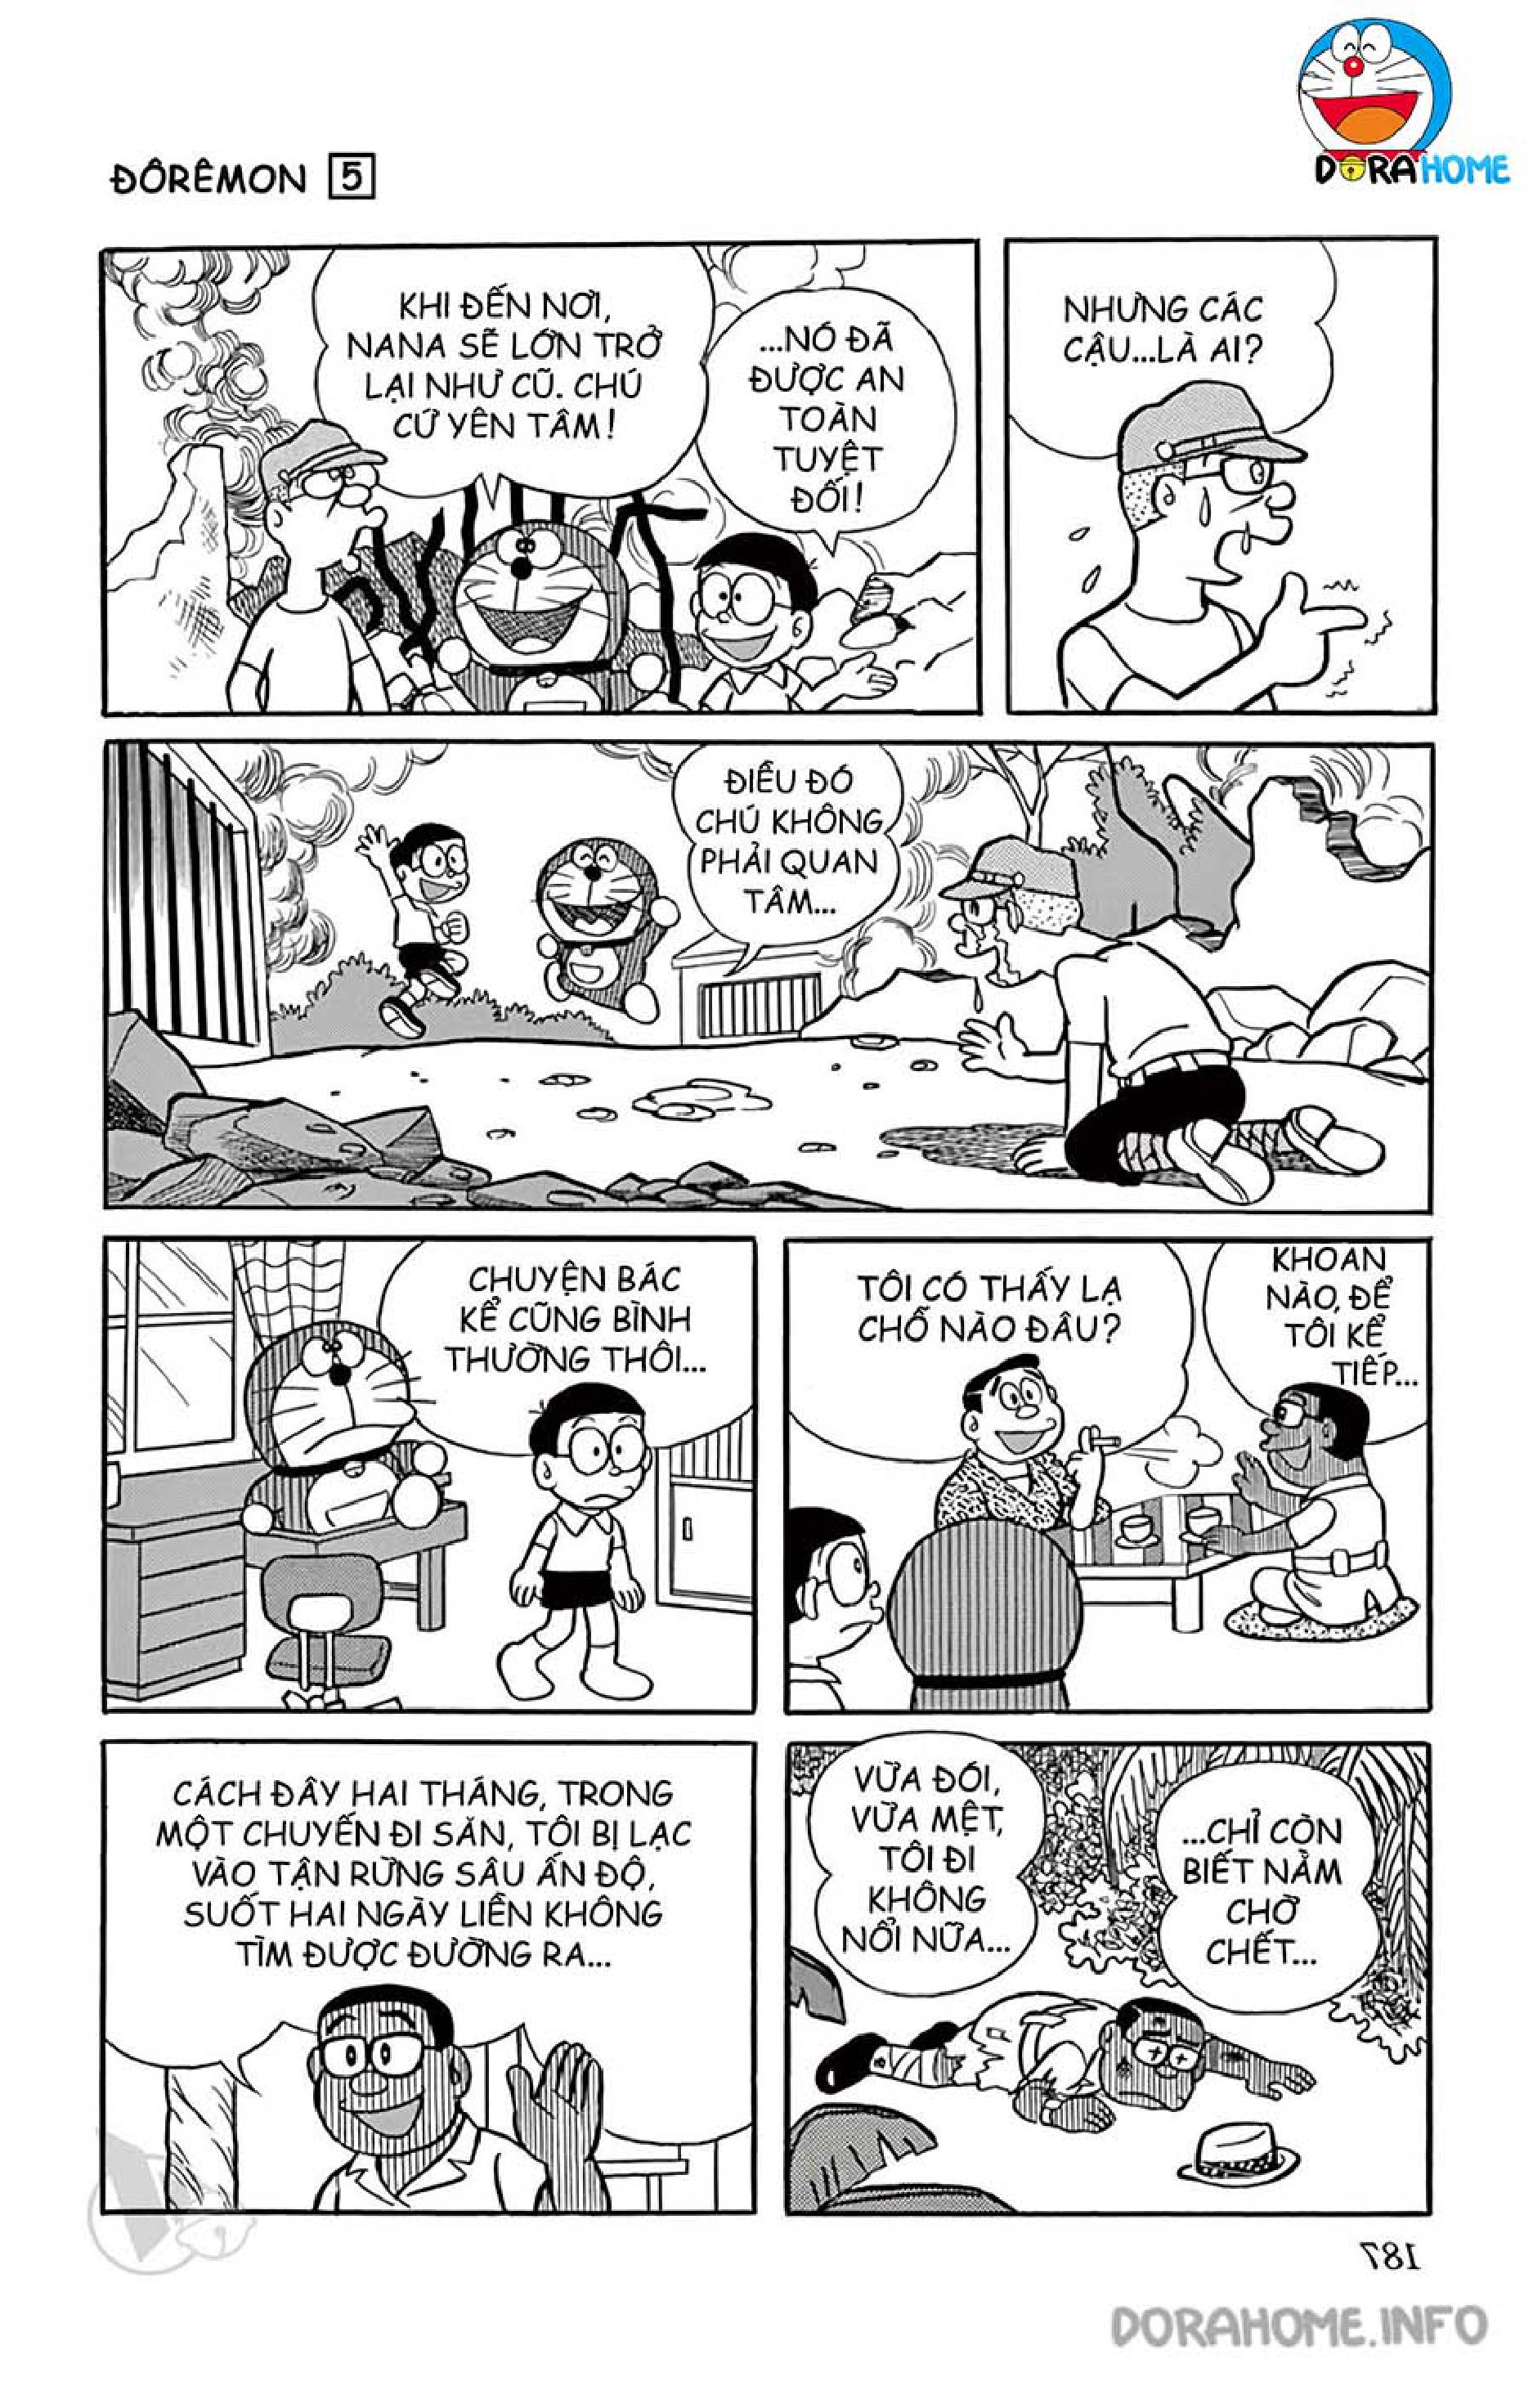 DORAHOME
ĐÔRÊMON 5
KHI ĐẾN NƠI,
NANA SẼ LỚN TRỞ
LẠI NHƯ CŨ. CHÚ
CỨ YÊN TÂM!
...NÓ ĐÃ
ĐƯỢC AN
TOÀN
TUYỆT
ĐỐI!
NHƯNG CÁC
CẬU...LÀ AI?
ĐIỀU ĐÓ
CHÚ KHÔNG
PHẢI QUAN
TÂM...
CHUYỆN BÁC
KỂ CŨNG BÌNH
THƯỜNG THÔI...
TÔI CÓ THẤY LẠ
CHỖ NÀO ĐÂU?
KHOAN
NÀO, ĐỂ
TÔI KỂ
TIẾP...
CÁCH ĐÂY HAI THÁNG, TRONG
MỘT CHUYẾN ĐI SĂN, TÔI BỊ LẠC
VÀO TẬN RỪNG SÂU ẤN ĐỘ,
SUỐT HAI NGÀY LIỀN KHÔNG
TÌM ĐƯỢC ĐƯỜNG RA...
VỪA ĐÓI,
VỪA MỆT,
TÔI ĐI
KHÔNG
NỔI NỮA...
...CHỈ CÒN
BIẾT NẰM
CHỜ
CHẾT...
187
DORAHOME.INFO